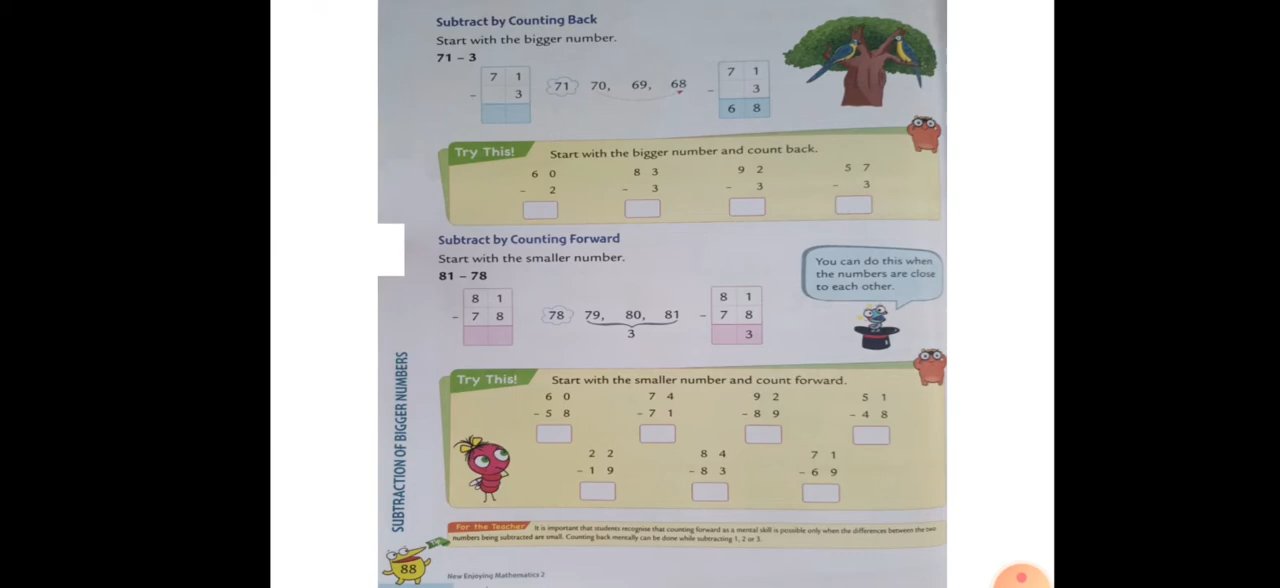 Subtract by Counting Back
Start with the bigger number.
71 – 3
7 1
– 3
71 70, 69, 68
7 1
– 3
6 8
Try This! Start with the bigger number and count back.
6 0 8 3 9 2 5 7
– 2 – 3 – 3 – 3
Subtract by Counting Forward
Start with the smaller number.
81 – 78
8 1
– 7 8
78 79, 80, 81
3
8 1
– 7 8
3
You can do this when
the numbers are close
to each other.
Try This! Start with the smaller number and count forward.
6 0 7 4 9 2 5 1
– 5 8 – 7 1 – 8 9 – 4 8
2 2 8 4 7 1
– 1 9 – 8 3 – 6 9
SUBTRACTION OF BIGGER NUMBERS
For the Teacher It is important that students recognise that counting forward as a mental skill is possible only when the differences between the two
numbers being subtracted are small. Counting back mentally can be done while subtracting 1, 2 or 3.
88
New Enjoying Mathematics 2